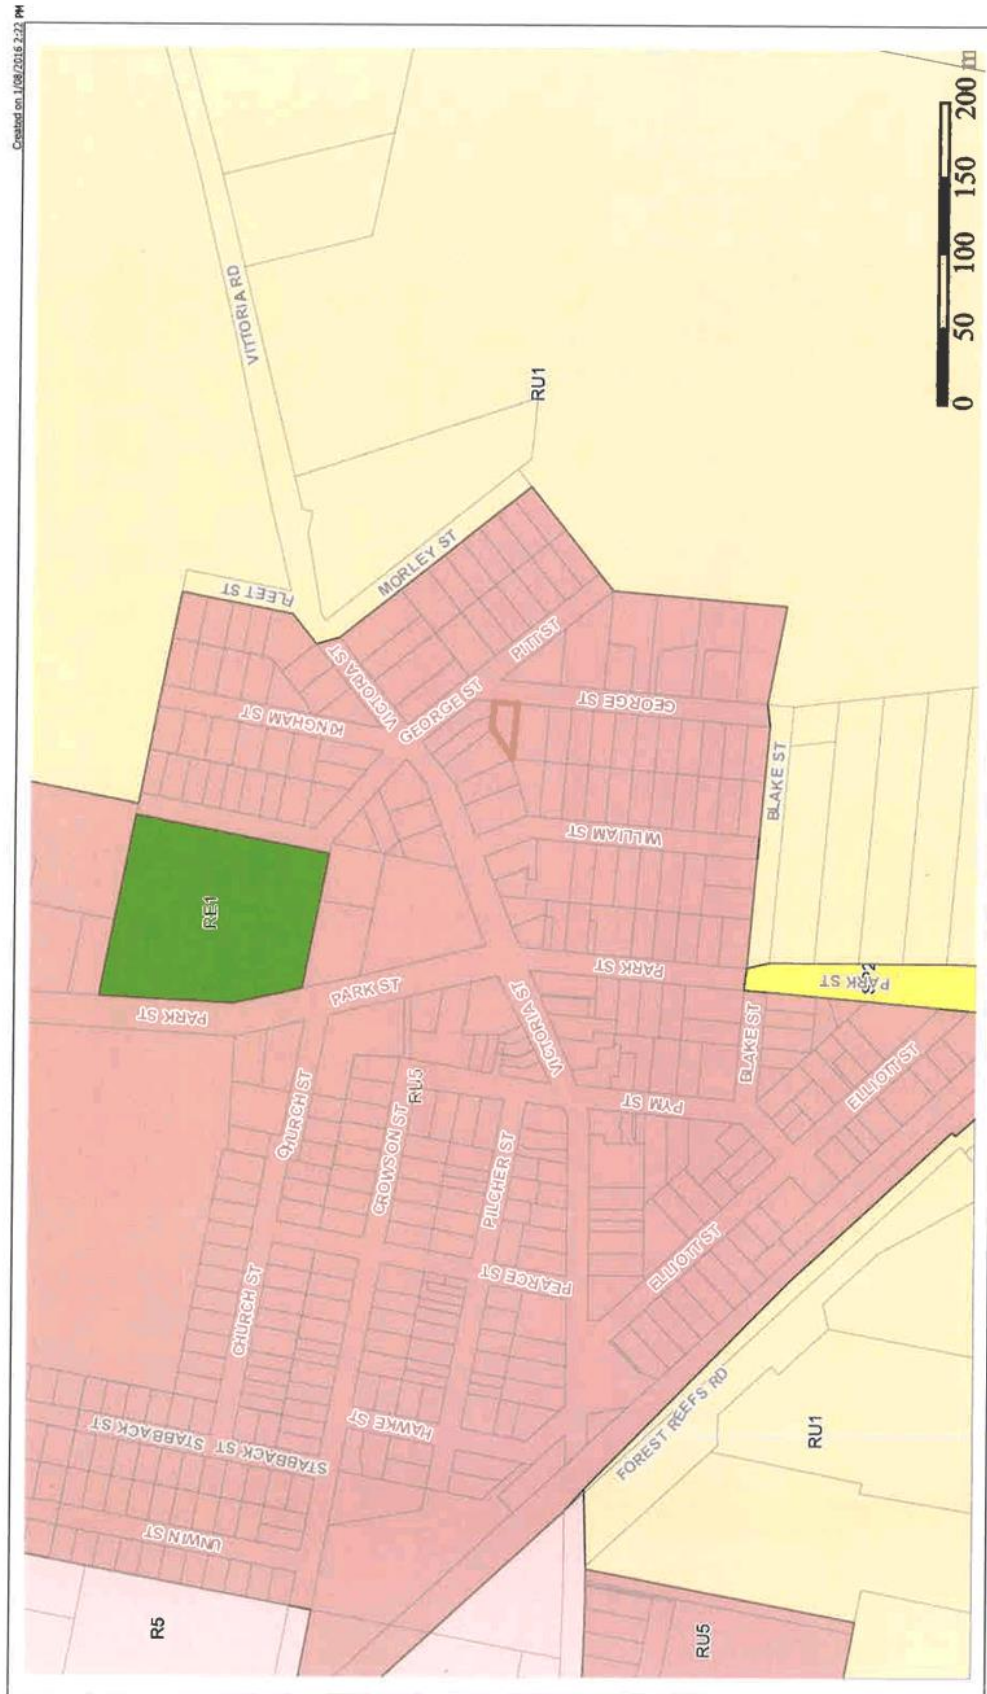 Created on 1/08/2016 2:22 PM
VITTORIA RD
RU1
FLEET ST
MORLEY ST
VICTORIA ST
PITT ST
GEORGE ST
KINGHAM ST
GEORGE ST
BLAKE ST
WILLIAM ST
RE1
PARK ST
PARK ST
PARK ST
SP2
PARK ST
VICTORIA ST
BLAKE ST
PYM ST
ELLIOTT ST
RU5
CHURCH ST
CROWSON ST
PILCHER ST
PEARCE ST
ELLIOTT ST
CHURCH ST
HAWKE ST
STABBACK ST
STABBACK ST
UNWIN ST
FOREST REEFS RD
RU1
R5
RU5
0 50 100 150 200 m